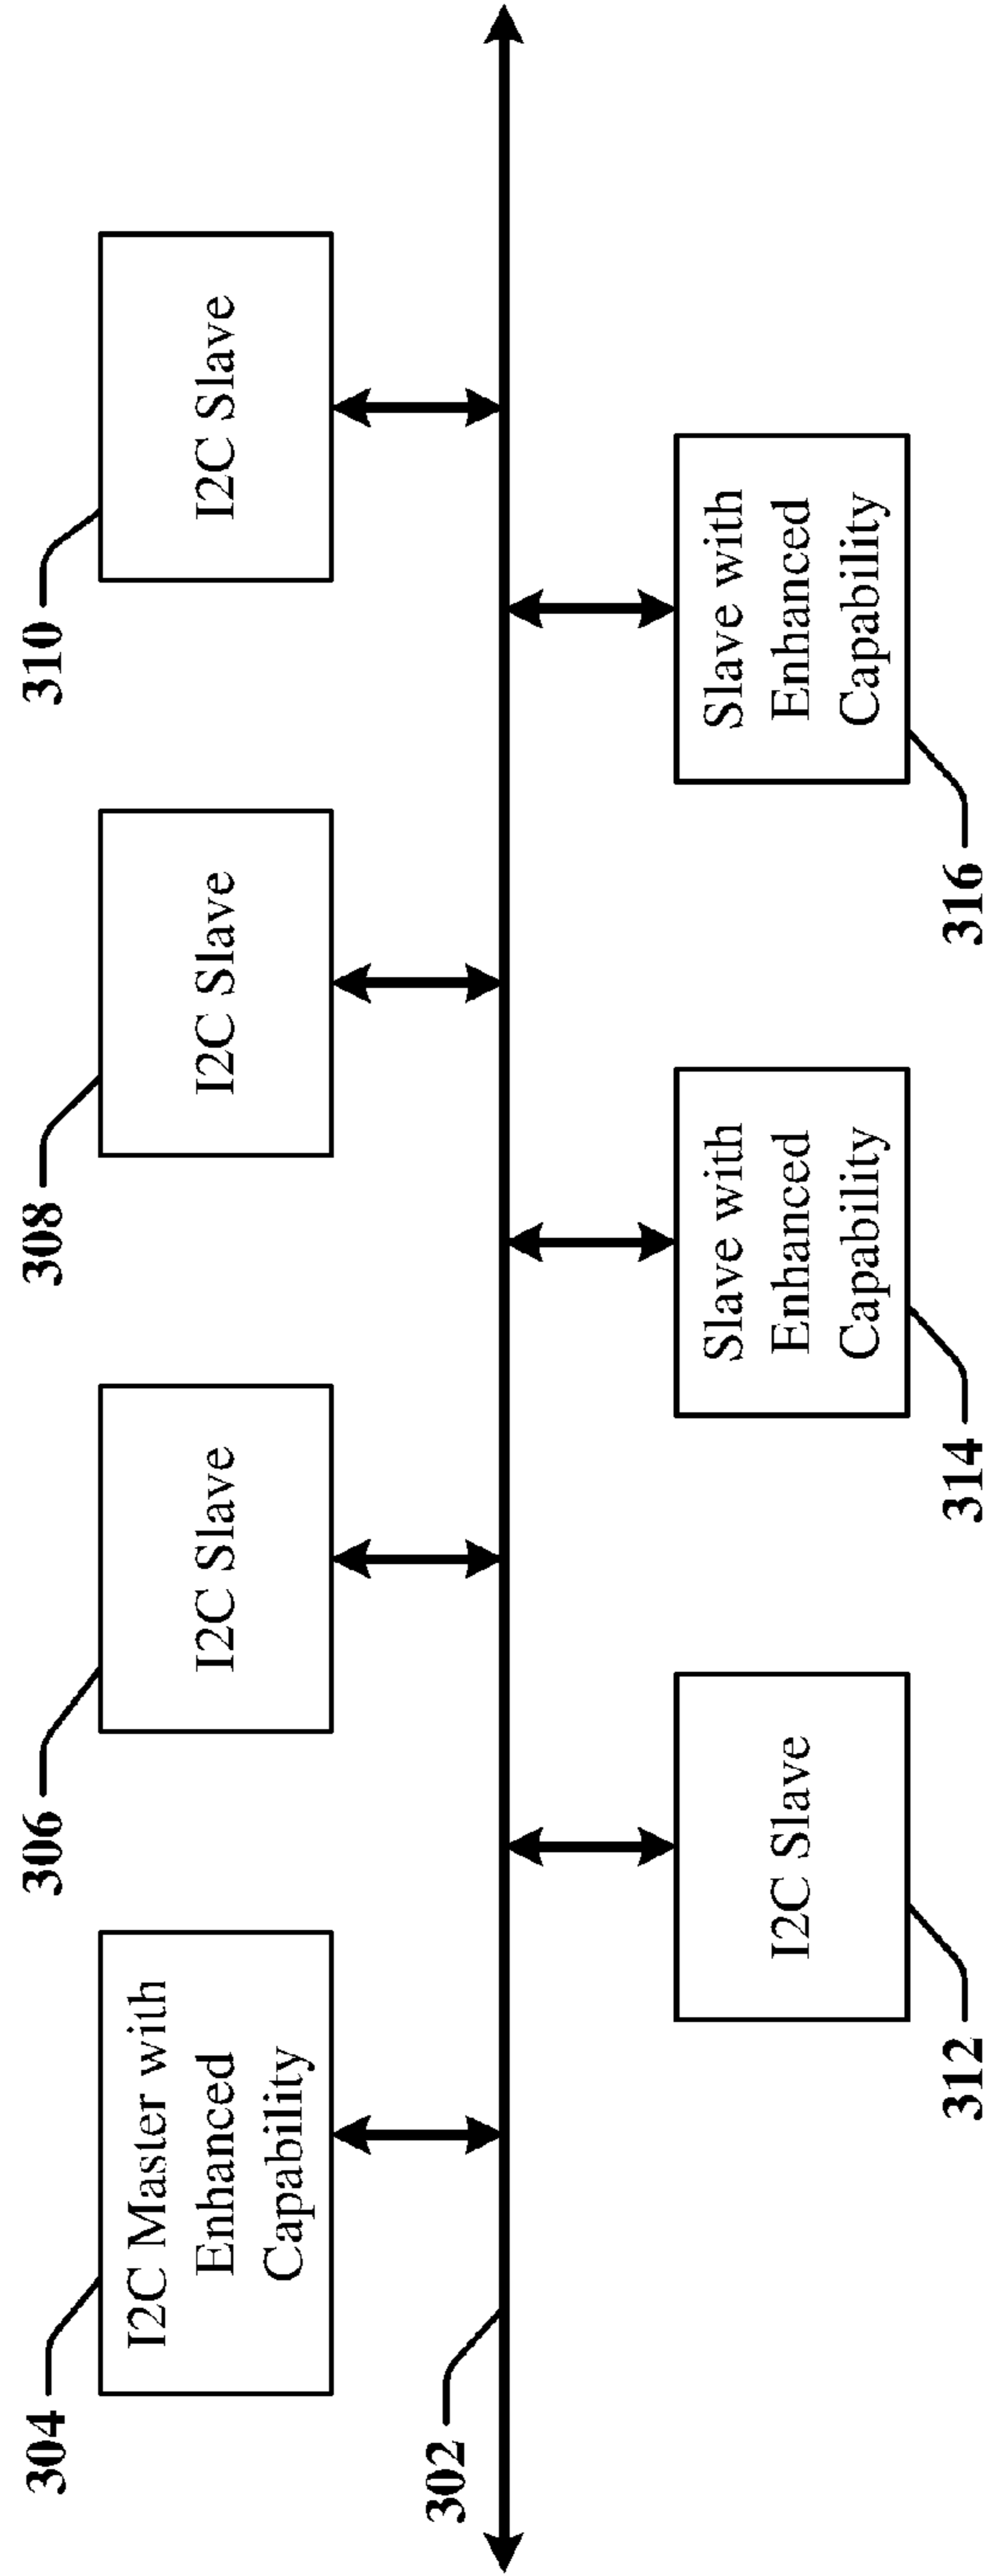 304
I2C Master with
Enhanced
Capability
306
I2C Slave
308
I2C Slave
310
I2C Slave
302
312
I2C Slave
314
Slave with
Enhanced
Capability
316
Slave with
Enhanced
Capability